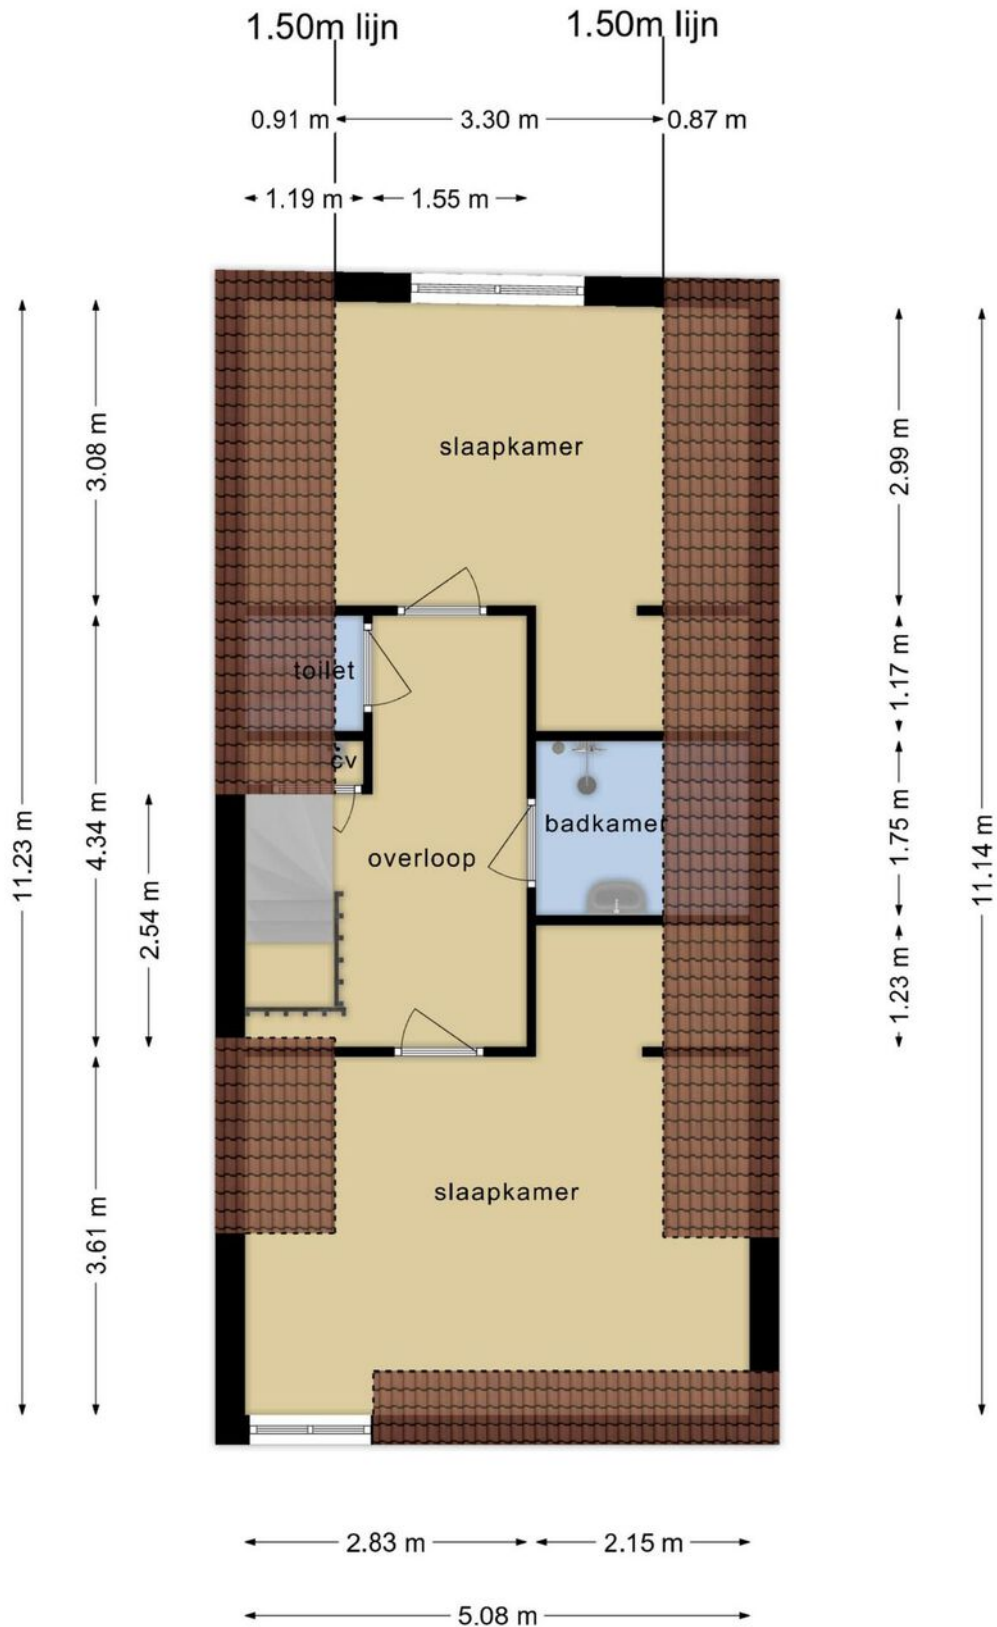 1.50m lijn
1.50m lijn
0.91 m
3.30 m
0.87 m
1.19 m
1.55 m
3.08 m
slaapkamer
2.99 m
toilet
1.17 m
cv
badkamer
overloop
11.23 m
4.34 m
2.54 m
1.75 m
11.14 m
1.23 m
slaapkamer
3.61 m
2.83 m
2.15 m
5.08 m